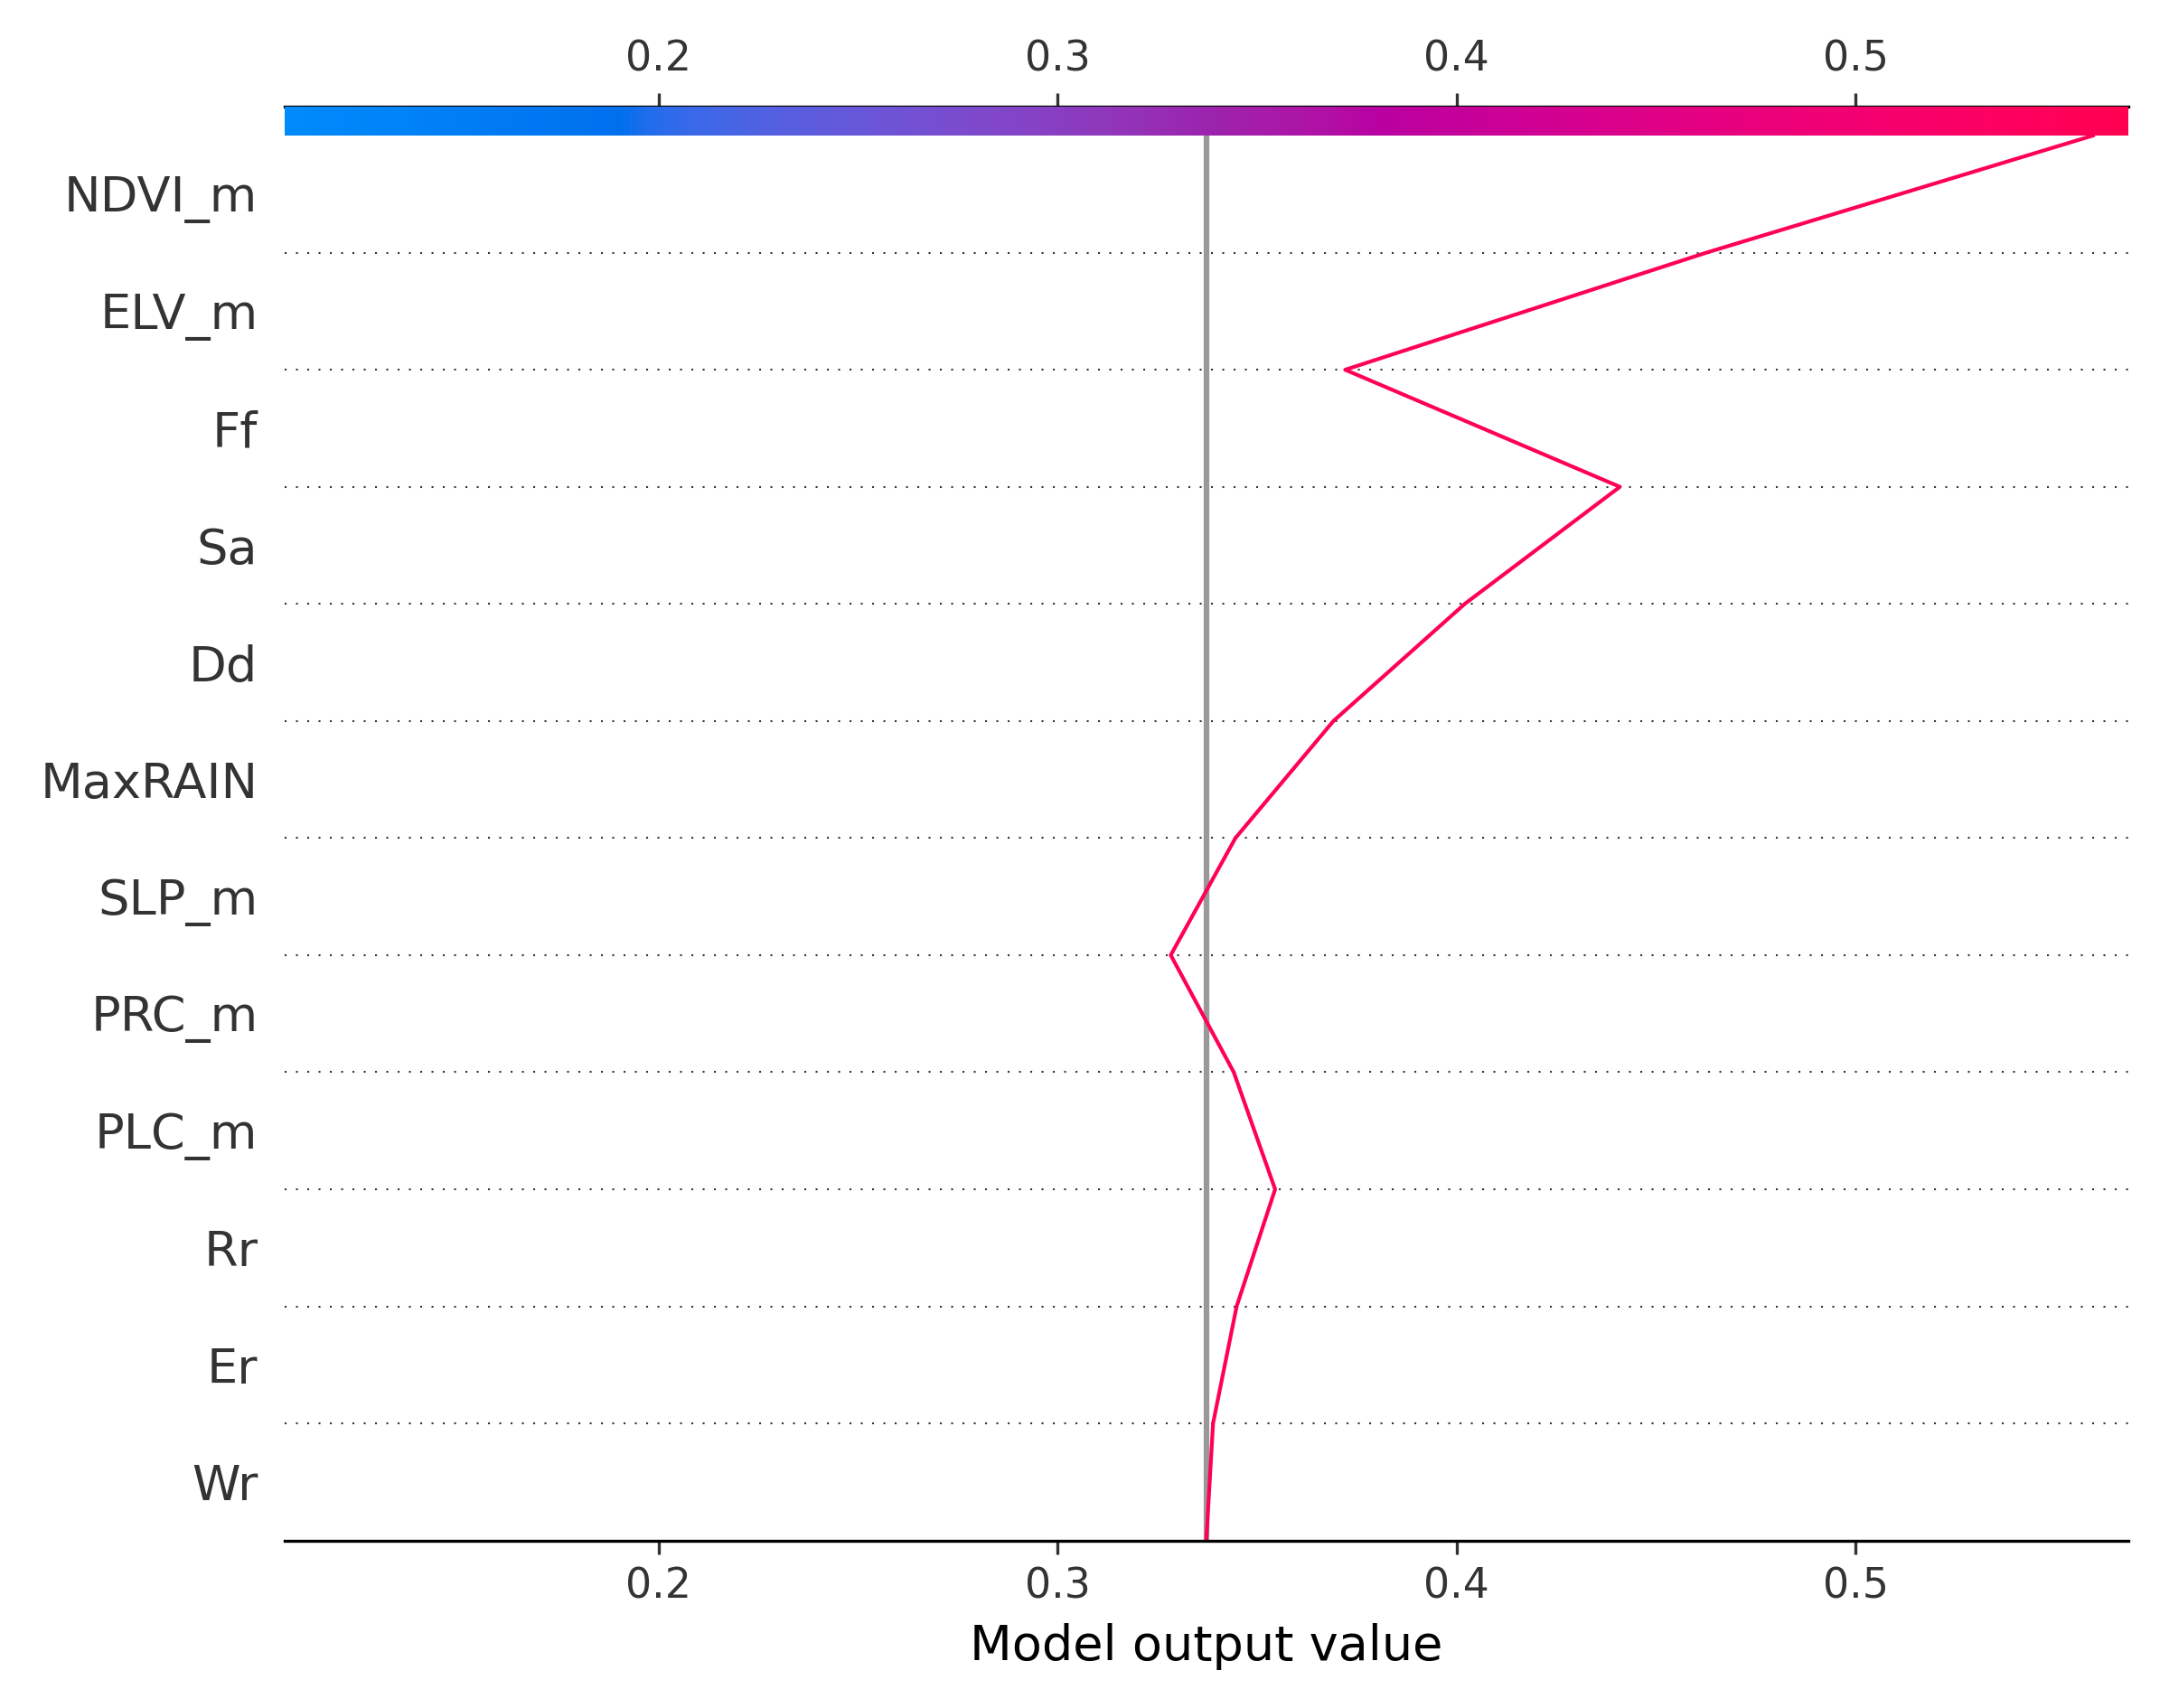 0.2 0.3 0.4 0.5
NDVI_m
ELV_m
Ff
Sa
Dd
MaxRAIN
SLP_m
PRC_m
PLC_m
Rr
Er
Wr
0.2 0.3 0.4 0.5
Model output value